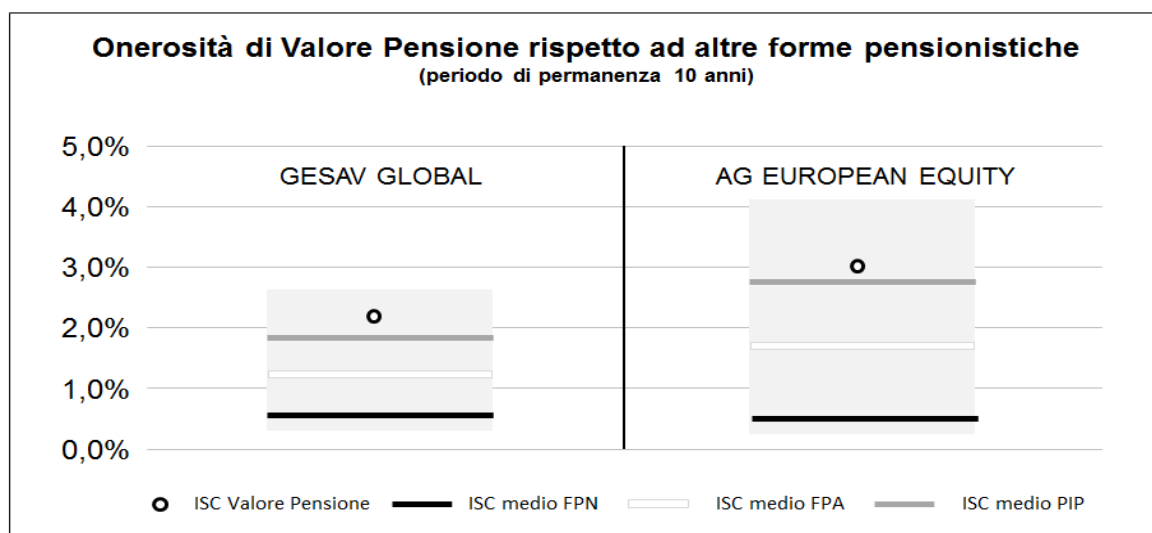 Onerosità di Valore Pensione rispetto ad altre forme pensionistiche
(periodo di permanenza 10 anni)
5,0%
GESAV GLOBAL
AG EUROPEAN EQUITY
4,0%
3,0%
2,0%
1,0%
0,0%
ISC Valore Pensione
ISC medio FPN
ISC medio FPA
ISC medio PIP